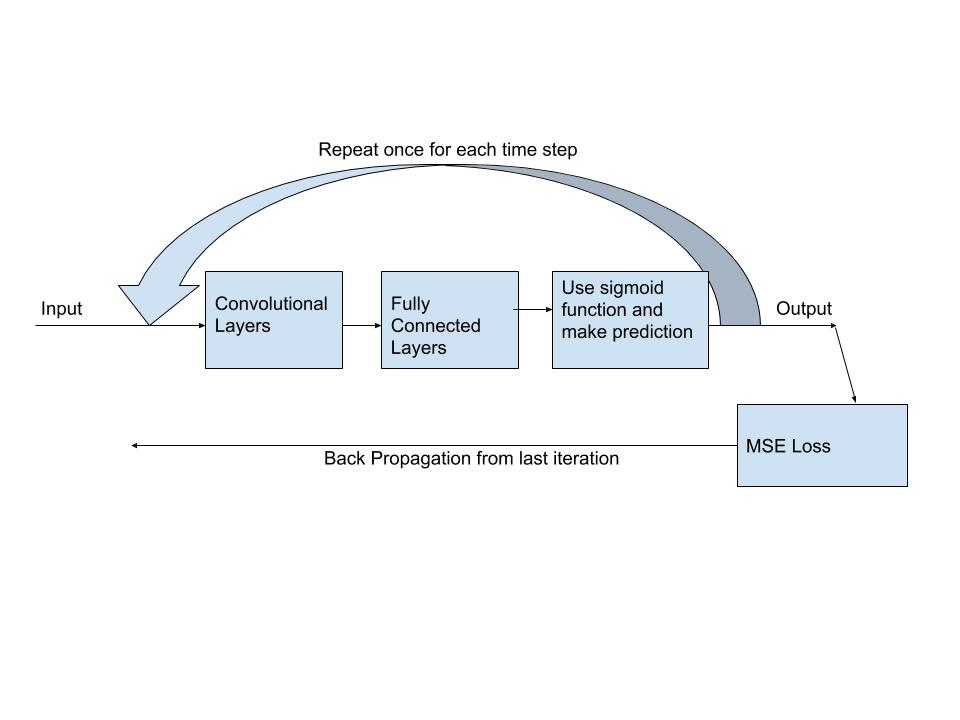 Repeat once for each time step
Input
Convolutional
Layers
Fully
Connected
Layers
Use sigmoid
function and
make prediction
Output
MSE Loss
Back Propagation from last iteration